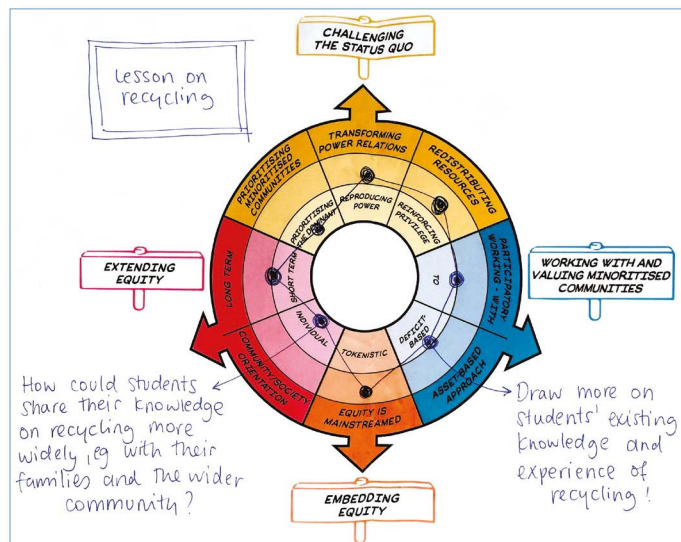 CHALLENGING
THE STATUS QUO
Lesson on
recycling
PRIORITISING
MINORITISED
COMMUNITIES
TRANSFORMING
POWER RELATIONS
REDISTRIBUTING
RESOURCES
PRIORITISING
THE DOMINANT
REPRODUCING
POWER
REINFORCING
PRIVILEGE
EXTENDING
EQUITY
LONG TERM
SHORT TERM
TO
PARTICIPATORY
WORKING - WITH
WORKING WITH AND
VALUING MINORITISED
COMMUNITIES
COMMUNITY/SOCIETY
ORIENTATION
INDIVIDUAL
TOKENISTIC
DEFICIT-
BASED
ASSET-BASED
APPROACH
EQUITY IS
MAINSTREAMED
How could students
share their knowledge
on recycling more
widely, eg with their
families and the wider
community?
Draw more on
students' existing
knowledge and
experience of
recycling!
EMBEDDING
EQUITY